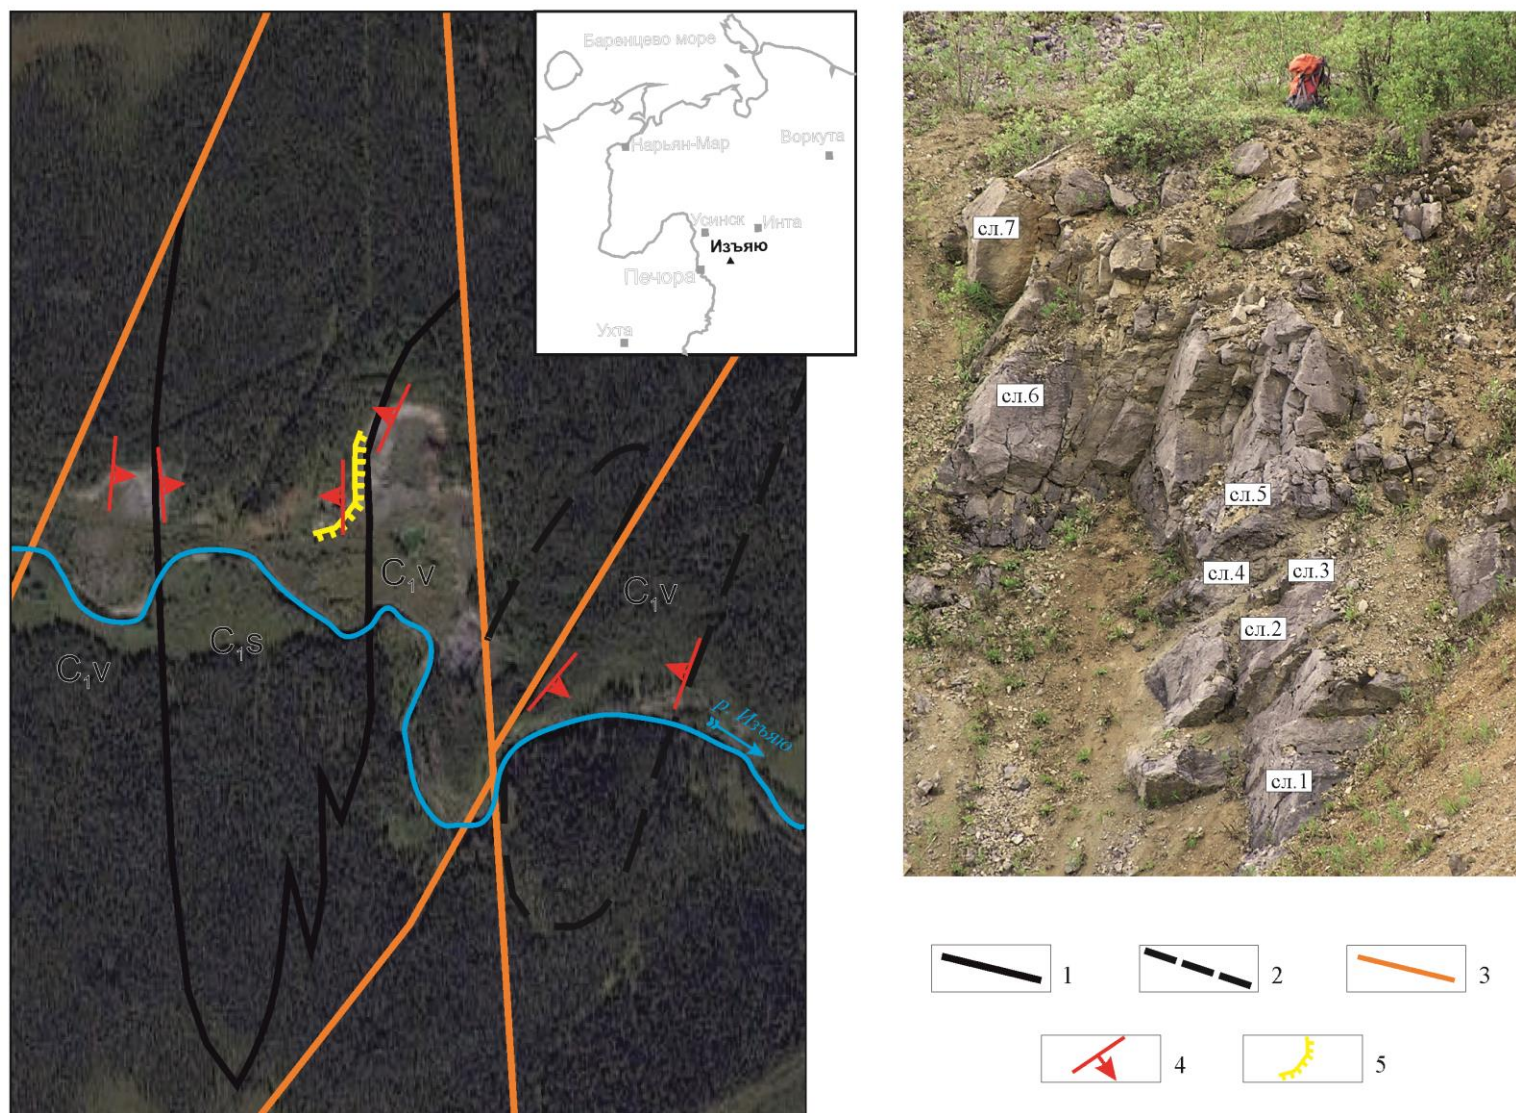 Баренцево море
Нарьян-Мар
Воркута
Усинск
Инта
Изъяю
Печора
Ухта
C₁v
C₁s
C₁v
C₁v
р. Изъяю
сл.7
сл.6
сл.5
сл.4
сл.3
сл.2
сл.1
1
2
3
4
5